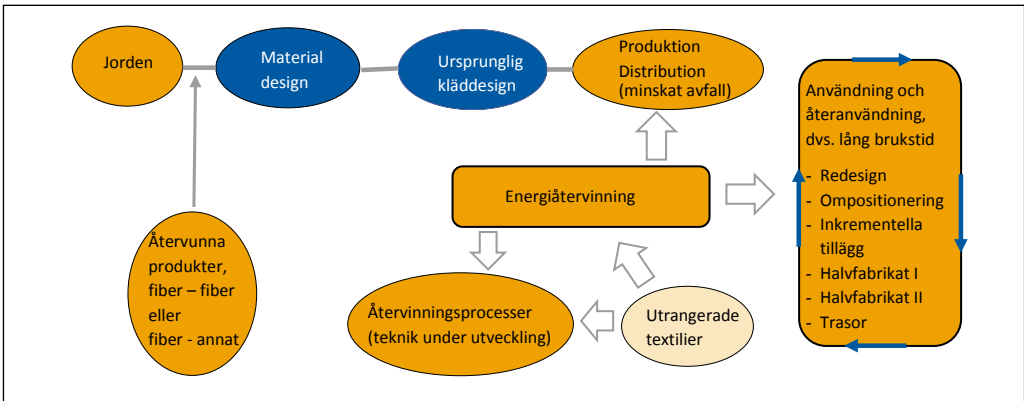 Jorden
Material
design
Ursprunglig
kläddesign
Produktion
Distribution
(minskat avfall)
Användning och
återanvändning,
dvs. lång brukstid
- Redesign
- Ompositionering
- Inkrementella
tillägg
- Halvfabrikat I
- Halvfabrikat II
- Trasor
Energiåtervinning
Återvunna
produkter,
fiber – fiber
eller
fiber - annat
Återvinningsprocesser
(teknik under utveckling)
Utrangerade
textilier